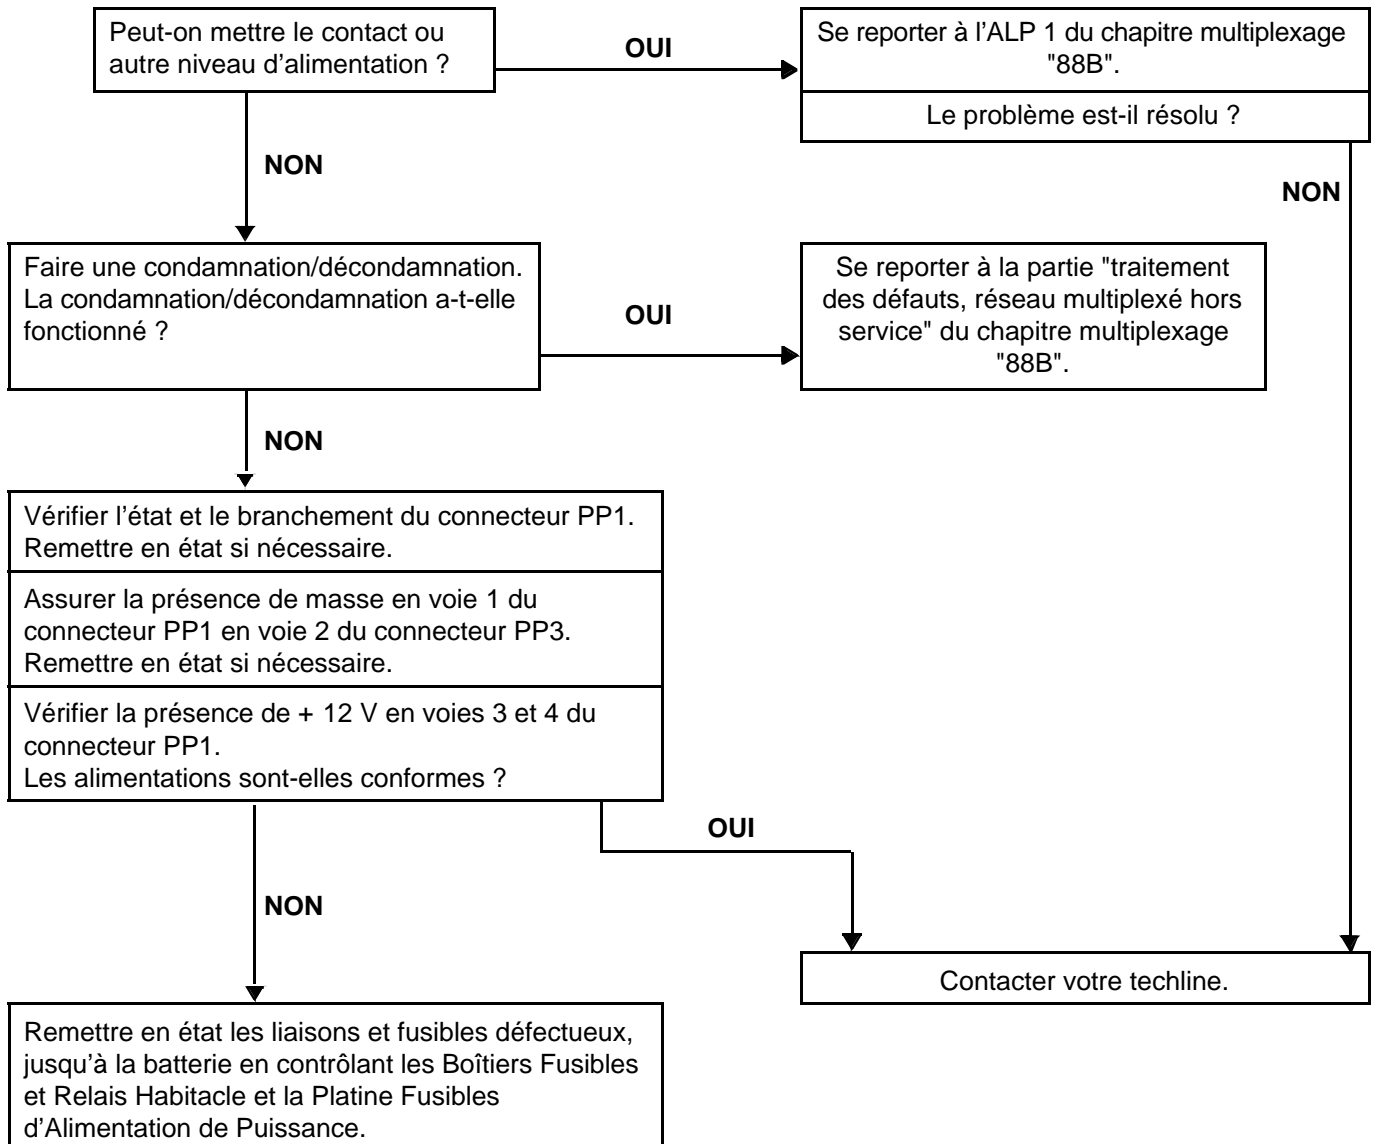 Peut-on mettre le contact ou
autre niveau d'alimentation ?
OUI
Se reporter à l'ALP 1 du chapitre multiplexage
"88B".
Le problème est-il résolu ?
NON
NON
Faire une condamnation/décondamnation.
La condamnation/décondamnation a-t-elle
fonctionné ?
OUI
Se reporter à la partie "traitement
des défauts, réseau multiplexé hors
service" du chapitre multiplexage
"88B".
NON
Vérifier l'état et le branchement du connecteur PP1.
Remettre en état si nécessaire.
Assurer la présence de masse en voie 1 du
connecteur PP1 en voie 2 du connecteur PP3.
Remettre en état si nécessaire.
Vérifier la présence de + 12 V en voies 3 et 4 du
connecteur PP1.
Les alimentations sont-elles conformes ?
OUI
NON
Contacter votre techline.
Remettre en état les liaisons et fusibles défectueux,
jusqu'à la batterie en contrôlant les Boîtiers Fusibles
et Relais Habitacle et la Platine Fusibles
d'Alimentation de Puissance.